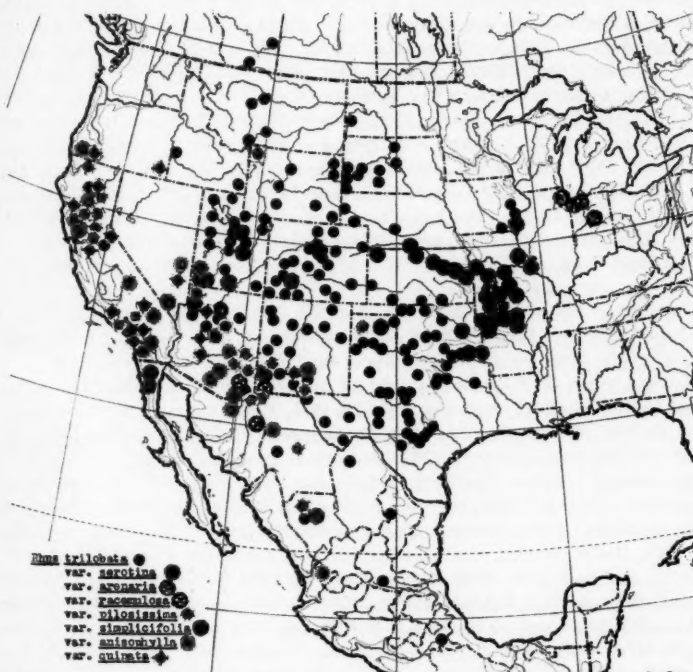 Rhus trilobata
var. serotina
var. arenaria
var. racemulosa
var. pilosissima
var. simplicifolia
var. anisophylla
var. quinata